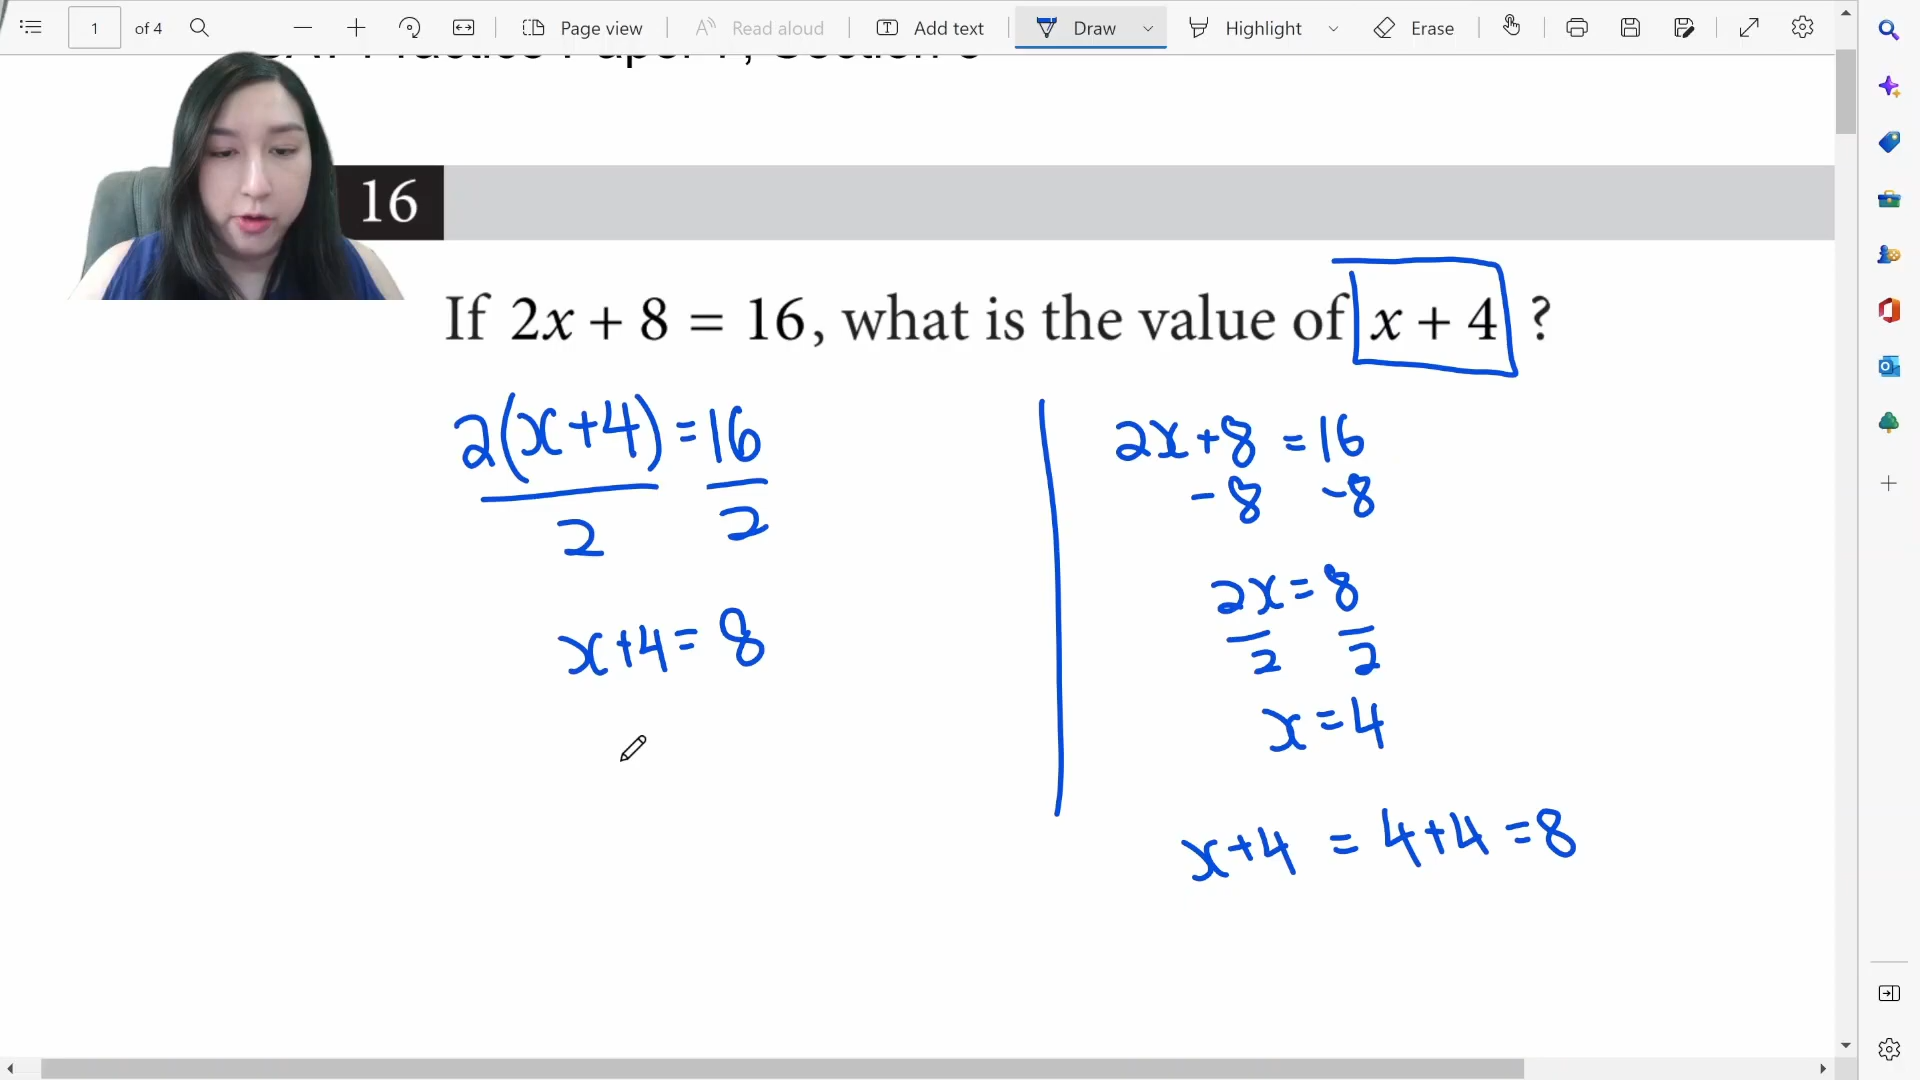 1 of 4 Page view Read aloud Add text Draw Highlight Erase
16
If 2x + 8 = 16, what is the value of x + 4 ?
2(x+4) = 16
2 2
x+4 = 8
2x+8 = 16
-8 -8
2x = 8
2 2
x = 4
x+4 = 4+4 = 8